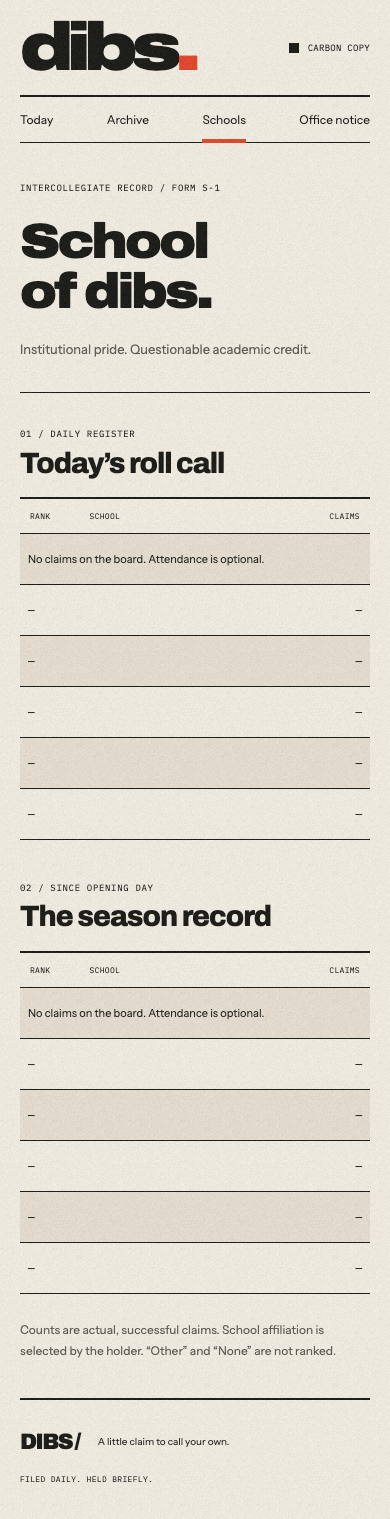 dibs.
CARBON COPY
Today Archive Schools Office notice
INTERCOLLEGIATE RECORD / FORM S-1
School
of dibs.
Institutional pride. Questionable academic credit.
01 / DAILY REGISTER
Today’s roll call
RANK SCHOOL CLAIMS
No claims on the board. Attendance is optional.
– –
– –
– –
– –
– –
02 / SINCE OPENING DAY
The season record
RANK SCHOOL CLAIMS
No claims on the board. Attendance is optional.
– –
– –
– –
– –
– –
Counts are actual, successful claims. School affiliation is
selected by the holder. “Other” and “None” are not ranked.
DIBS/ A little claim to call your own.
FILED DAILY. HELD BRIEFLY.